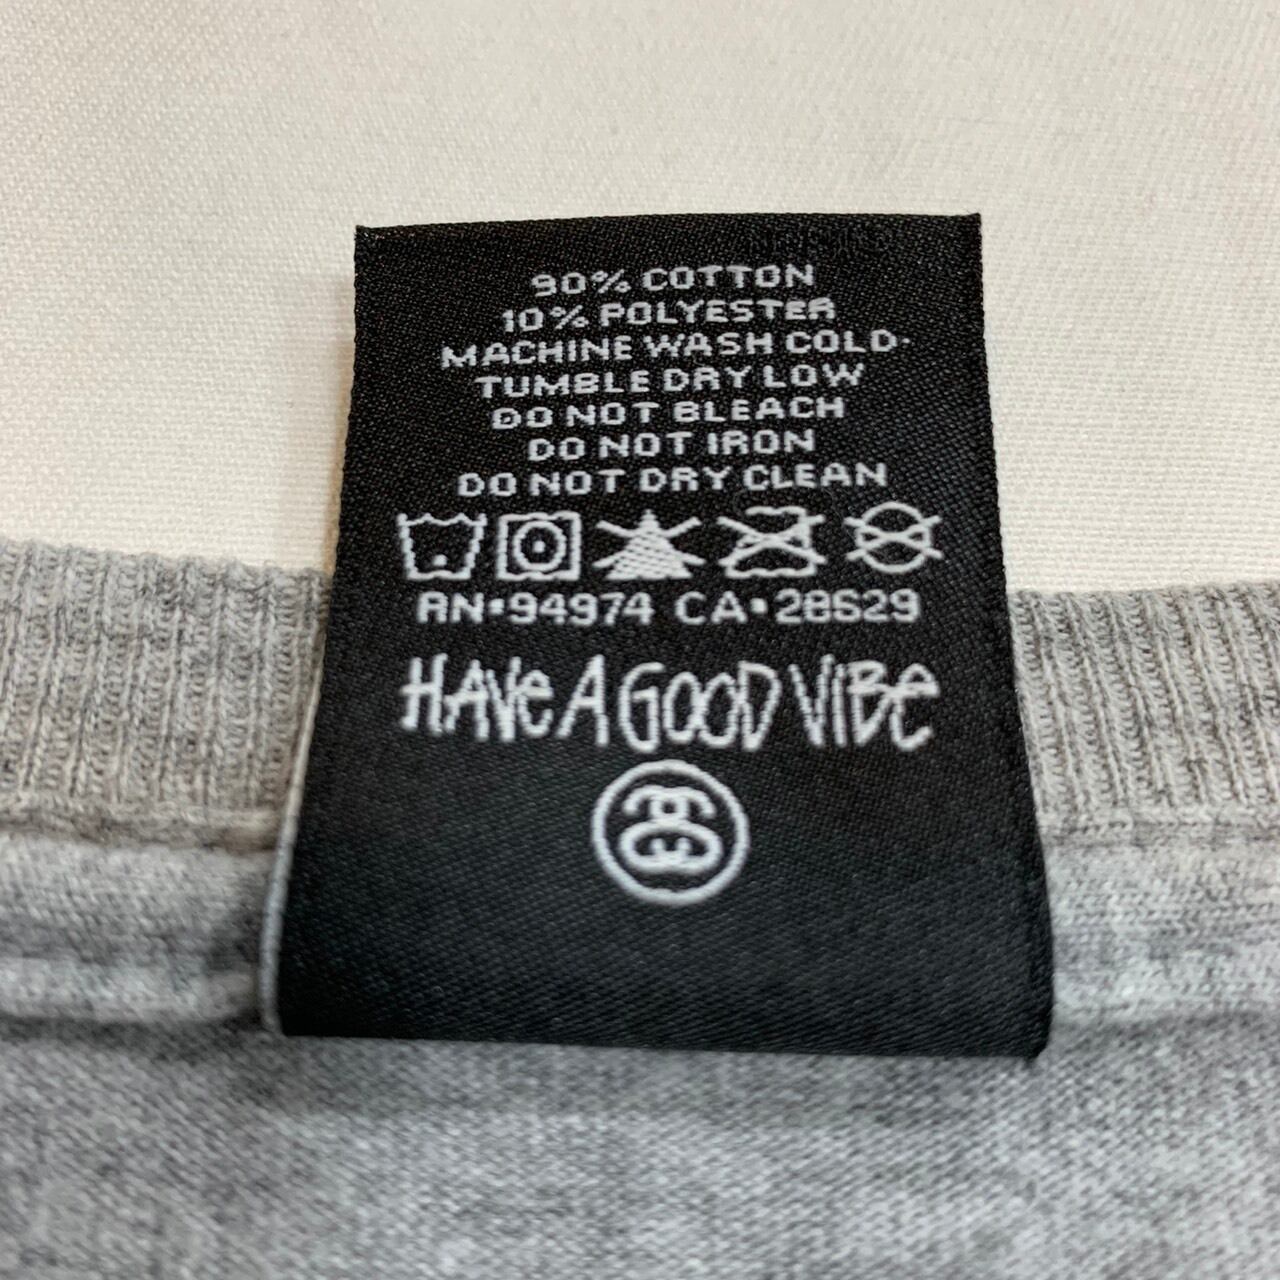 90% COTTON
10% POLYESTER
MACHINE WASH COLD·
TUMBLE DRY LOW
DO NOT BLEACH
DO NOT IRON
DO NOT DRY CLEAN
RN·94974 CA·28629
HAVe A GOOD VIBe